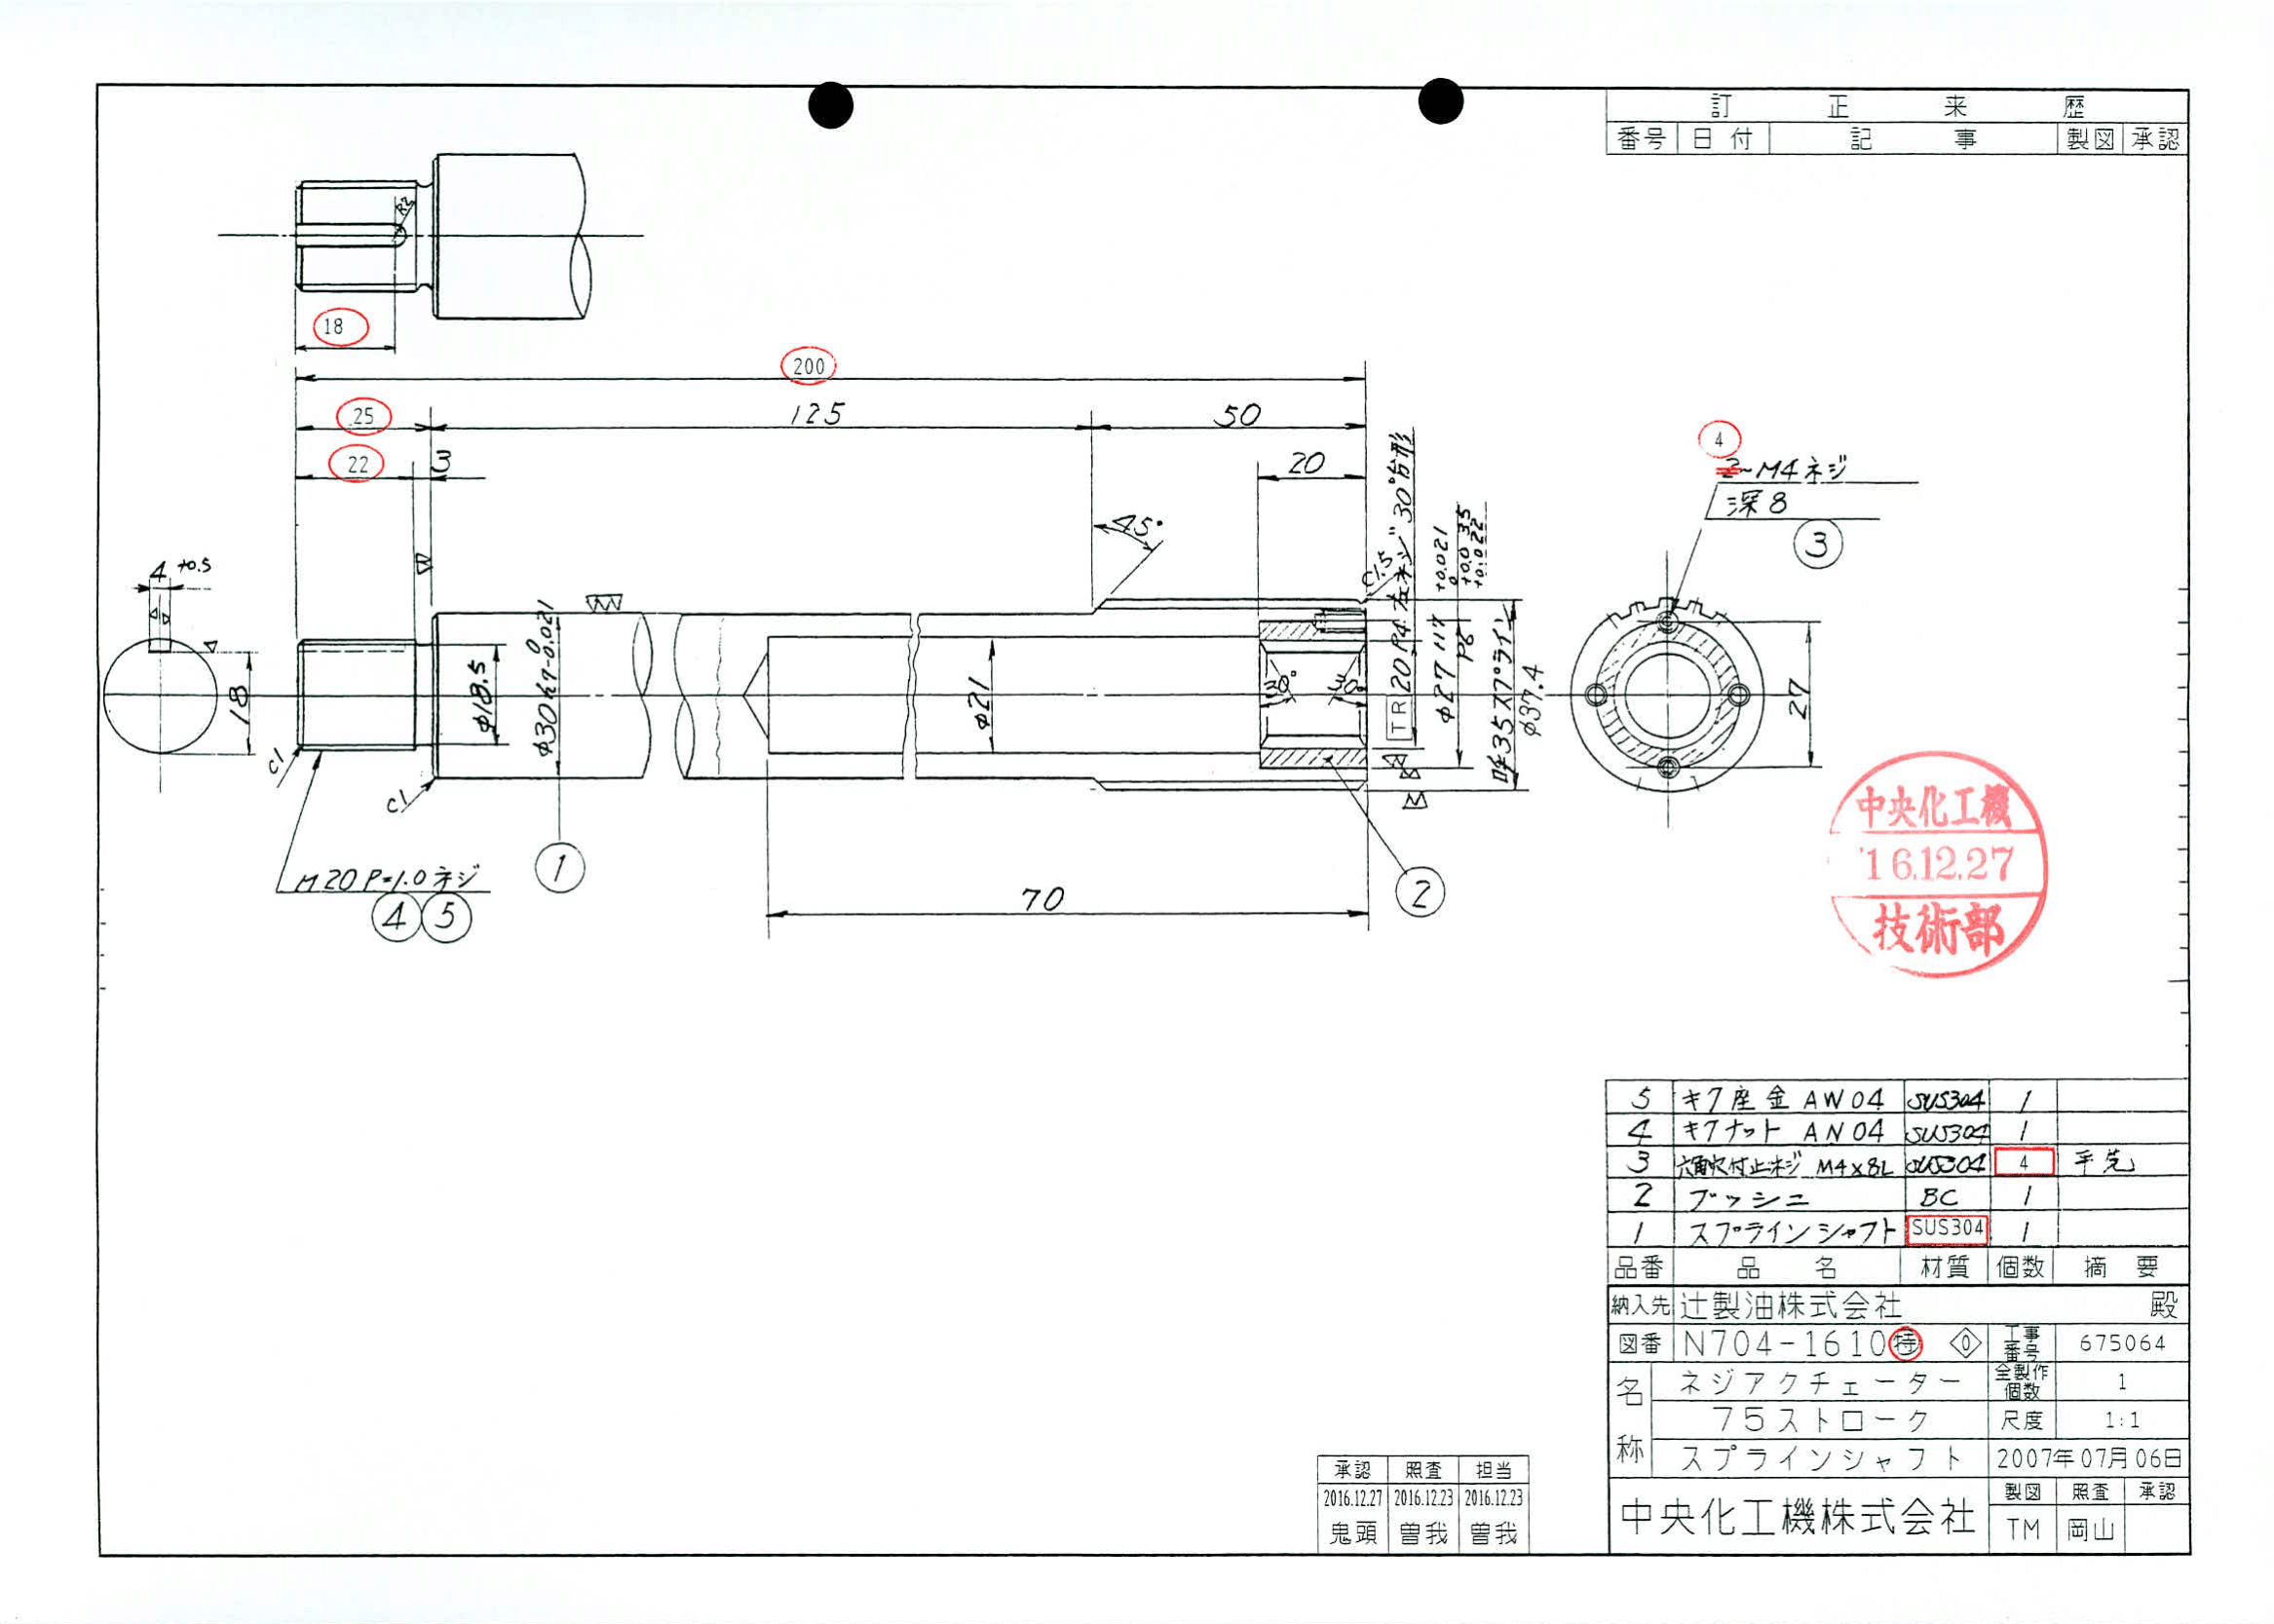 訂正来歴
番号 日付 記事 製図 承認
R2
18
200
25 125 50
22 3 20
45°
4
2-M4ネジ
深8
3
4 +0.5
18
C1
C1
φ18.5
φ30 h7 0 -0.021
φ21
30° 30°
C1.5
TR 20 P4 左ネジ 30°台形
φ27 H7 +0.021 0
P6 +0.035 +0.022
呼35スプライン
φ37.4
27
M20 P=1.0ネジ
4 5
1
2
70
中央化工機
'16.12.27
技術部
5 キク座金 AW04 SUS304 1
4 キクナット AN04 SUS304 1
3 六角穴付止ネジ M4×8L SUS304 4 平先
2 ブッシュ BC 1
1 スプラインシャフト SUS304 1
品番 品名 材質 個数 摘要
納入先 辻製油株式会社 殿
図番 N704-1610 特 0 工事番号 675064
名称 ネジアクチェーター 全製作個数 1
75ストローク 尺度 1:1
スプラインシャフト 2007年07月06日
中央化工機株式会社 製図 照査 承認
TM 岡山
承認 照査 担当
2016.12.27 2016.12.23 2016.12.23
鬼頭 曽我 曽我